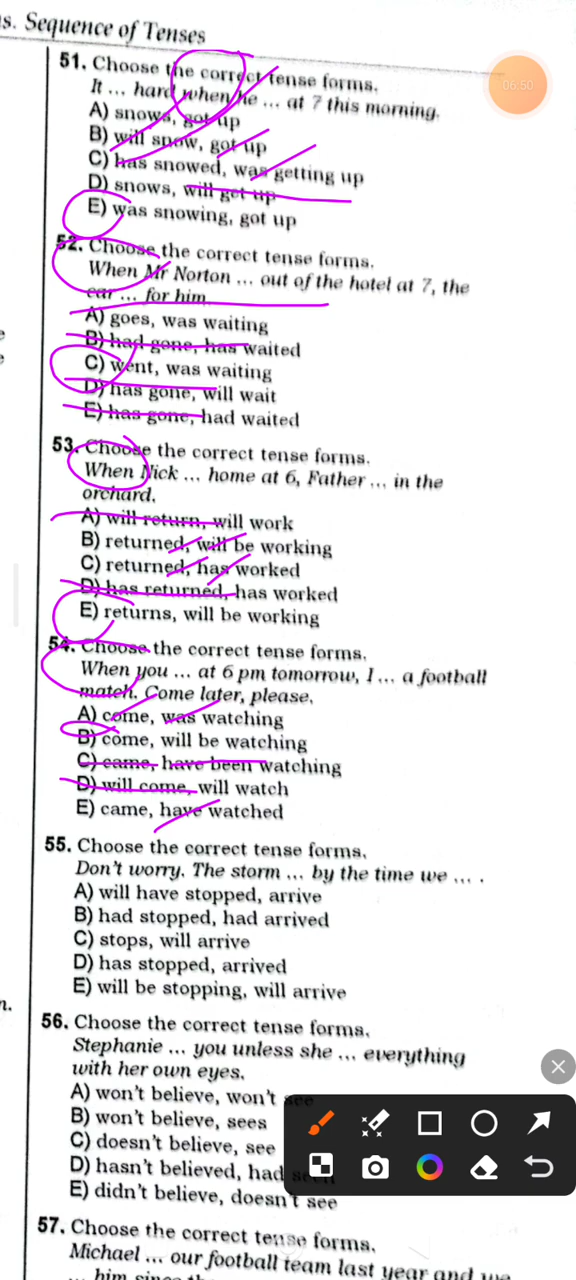 s. Sequence of Tenses
51. Choose the correct tense forms.
It ... hard when he ... at 7 this morning.
A) snows, got up
B) will snow, got up
C) has snowed, was getting up
D) snows, will get up
E) was snowing, got up
52. Choose the correct tense forms.
When Mr Norton ... out of the hotel at 7, the
car ... for him.
A) goes, was waiting
B) had gone, has waited
C) went, was waiting
D) has gone, will wait
E) has gone, had waited
53. Choose the correct tense forms.
When Nick ... home at 6, Father ... in the
orchard.
A) will return, will work
B) returned, will be working
C) returned, has worked
D) has returned, has worked
E) returns, will be working
54. Choose the correct tense forms.
When you ... at 6 pm tomorrow, I ... a football
match. Come later, please.
A) come, was watching
B) come, will be watching
C) came, have been watching
D) will come, will watch
E) came, have watched
55. Choose the correct tense forms.
Don't worry. The storm ... by the time we ... .
A) will have stopped, arrive
B) had stopped, had arrived
C) stops, will arrive
D) has stopped, arrived
E) will be stopping, will arrive
n.
56. Choose the correct tense forms.
Stephanie ... you unless she ... everything
with her own eyes.
A) won't believe, won't see
B) won't believe, sees
C) doesn't believe, see
D) hasn't believed, had seen
E) didn't believe, doesn't see
57. Choose the correct tense forms.
Michael ... our football team last year and we
... him since
06:50